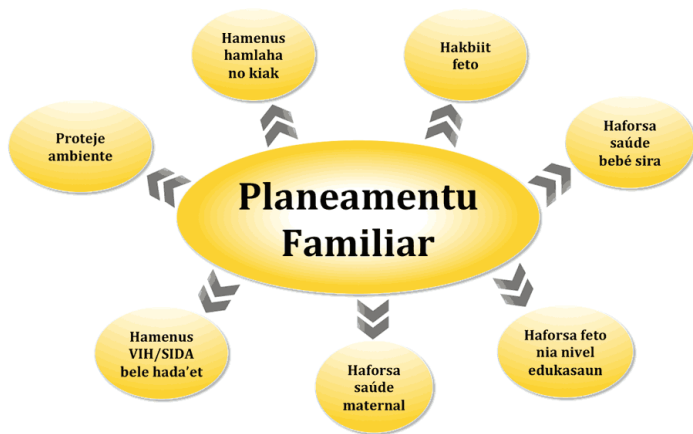 Hamenus
hamlaha
no kiak
Hakbiit
feto
Proteje
ambiente
Haforsa
saúde
bebé sira
Planeamentu
Familiar
Hamenus
VIH/SIDA
bele hada’et
Haforsa
saúde
maternal
Haforsa feto
nia nivel
edukasaun